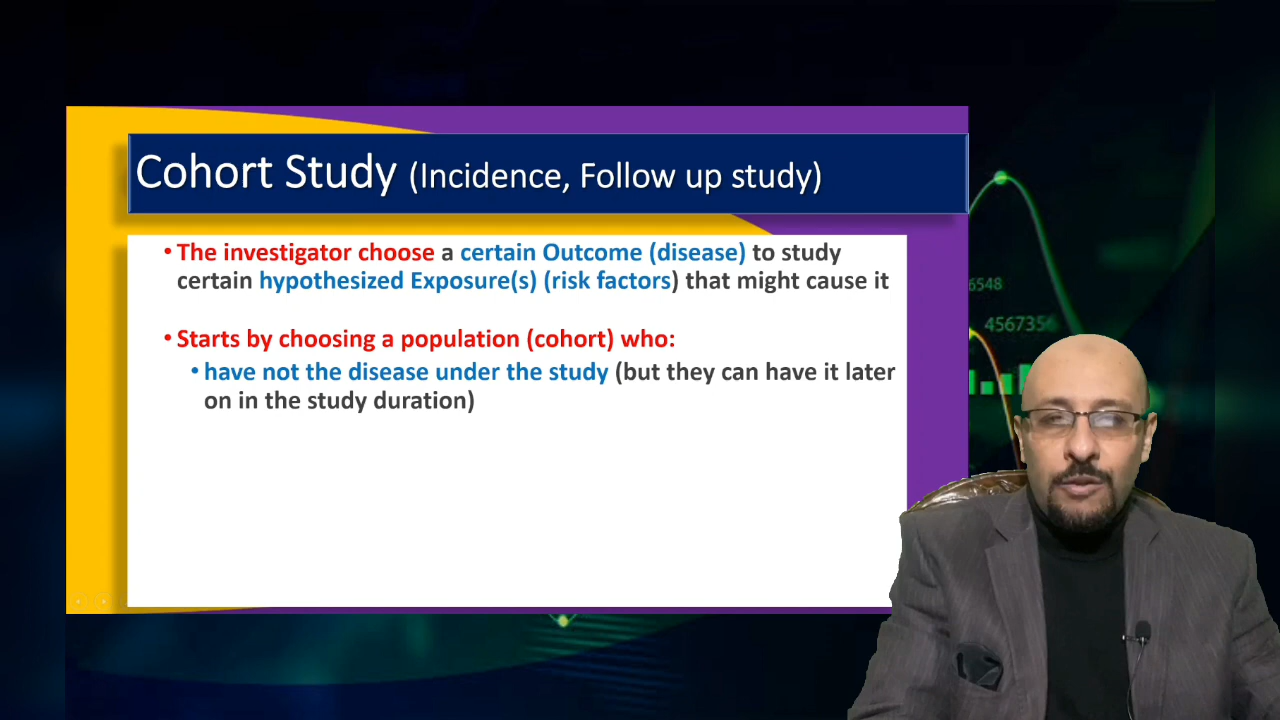 Cohort Study (Incidence, Follow up study)
• The investigator choose a certain Outcome (disease) to study
certain hypothesized Exposure(s) (risk factors) that might cause it
• Starts by choosing a population (cohort) who:
• have not the disease under the study (but they can have it later
on in the study duration)
6548
456735